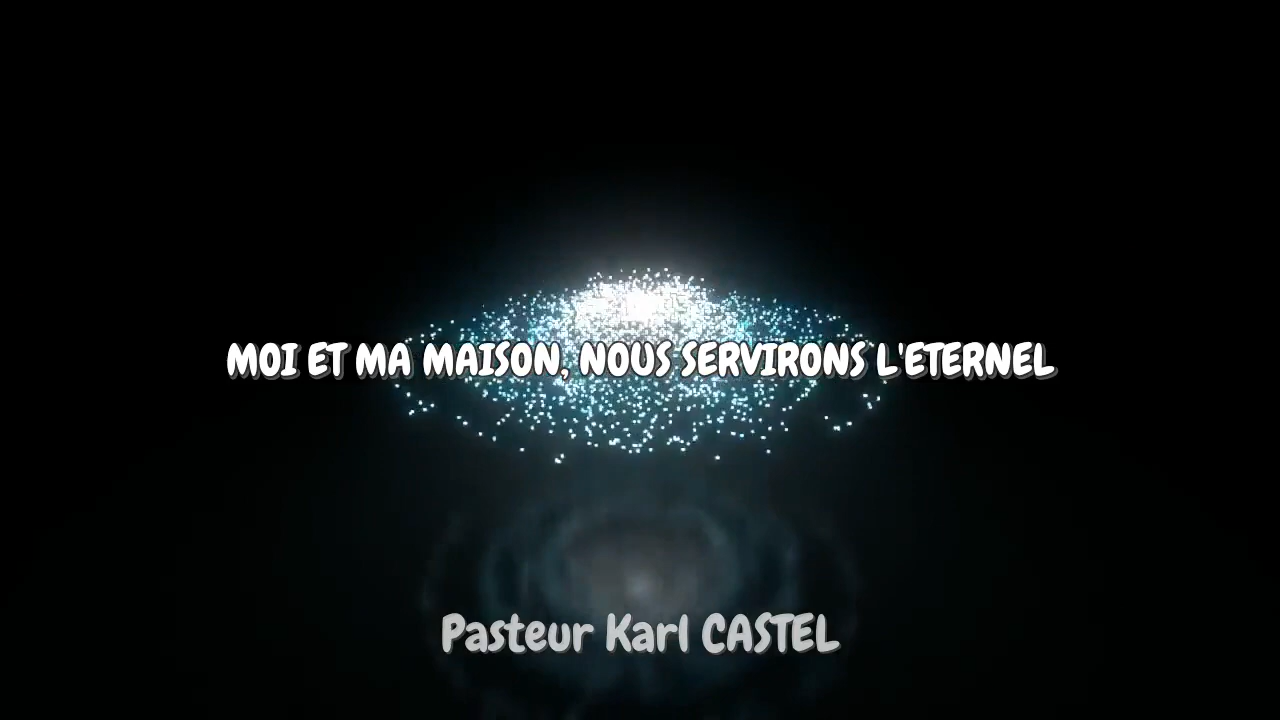 MOI ET MA MAISON, NOUS SERVIRONS L'ETERNEL
Pasteur Karl CASTEL